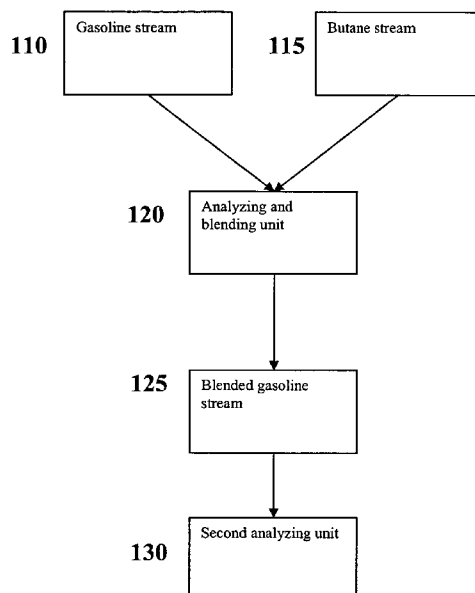 110
Gasoline stream
115
Butane stream
120
Analyzing and
blending unit
125
Blended gasoline
stream
130
Second analyzing unit